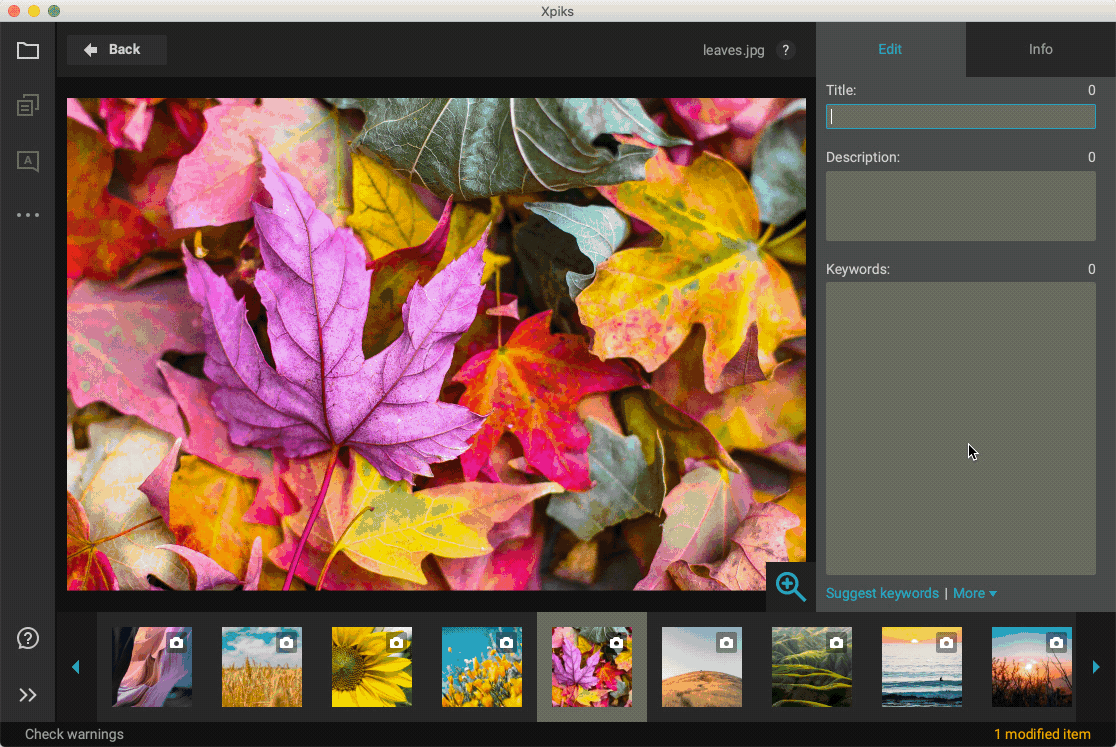 Xpiks
Back
leaves.jpg
?
Edit
Info
Title:
0
Description:
0
Keywords:
0
A
Suggest keywords | More
?
Check warnings
1 modified item